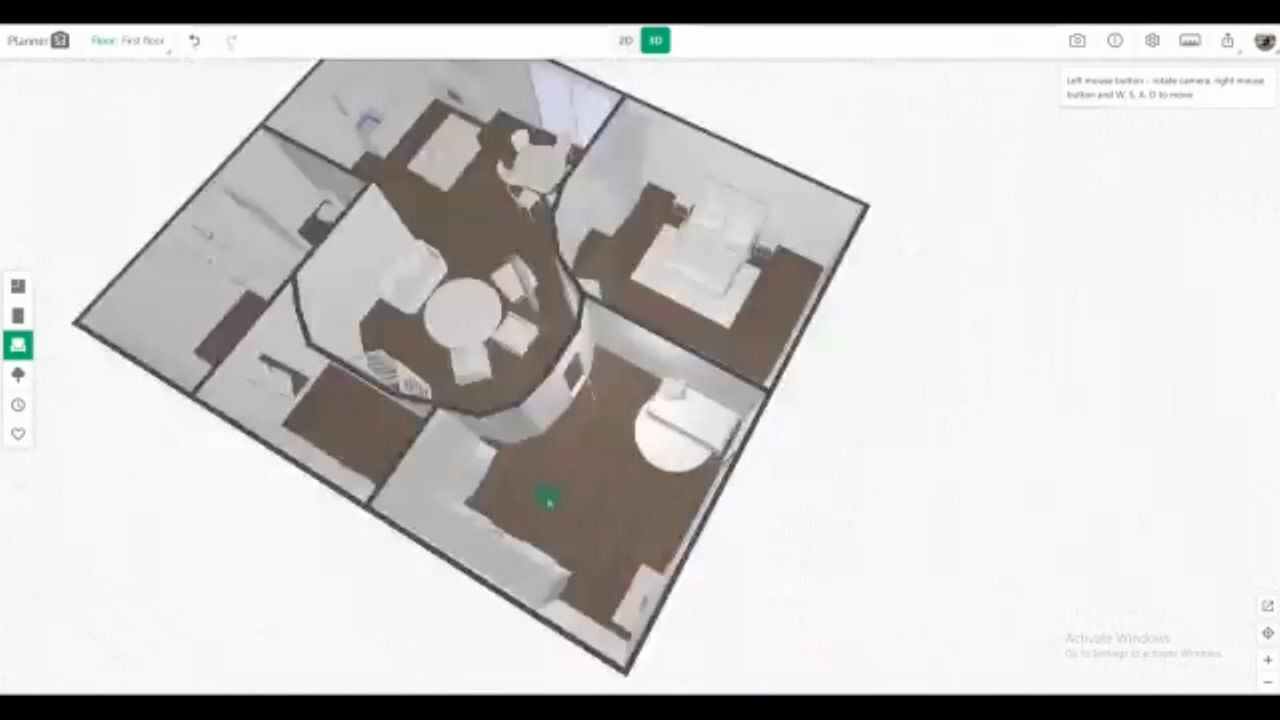 Planner 5D
Floor: First floor
2D
3D
Left mouse button - rotate camera, right mouse
button and W, S, A, D to move
Activate Windows
Go to Settings to activate Windows.